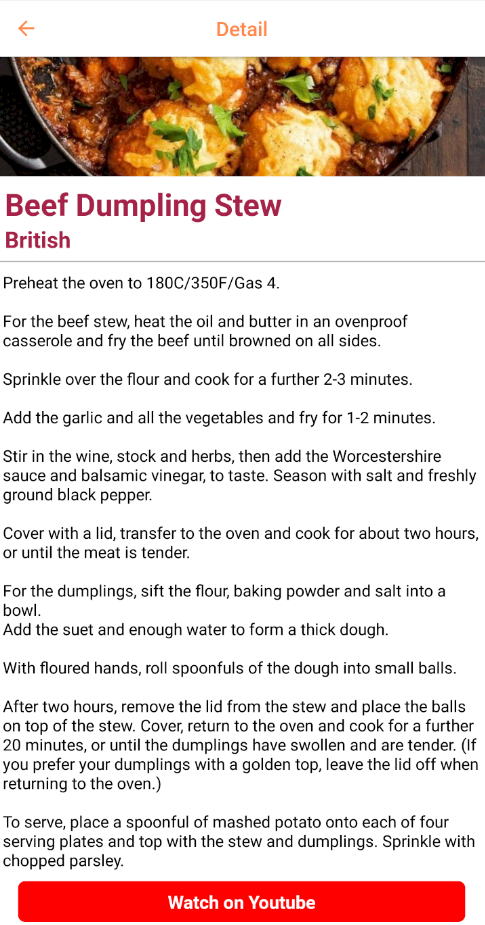 Detail
Beef Dumpling Stew
British
Preheat the oven to 180C/350F/Gas 4.
For the beef stew, heat the oil and butter in an ovenproof
casserole and fry the beef until browned on all sides.
Sprinkle over the flour and cook for a further 2-3 minutes.
Add the garlic and all the vegetables and fry for 1-2 minutes.
Stir in the wine, stock and herbs, then add the Worcestershire
sauce and balsamic vinegar, to taste. Season with salt and freshly
ground black pepper.
Cover with a lid, transfer to the oven and cook for about two hours,
or until the meat is tender.
For the dumplings, sift the flour, baking powder and salt into a
bowl.
Add the suet and enough water to form a thick dough.
With floured hands, roll spoonfuls of the dough into small balls.
After two hours, remove the lid from the stew and place the balls
on top of the stew. Cover, return to the oven and cook for a further
20 minutes, or until the dumplings have swollen and are tender. (If
you prefer your dumplings with a golden top, leave the lid off when
returning to the oven.)
To serve, place a spoonful of mashed potato onto each of four
serving plates and top with the stew and dumplings. Sprinkle with
chopped parsley.
Watch on Youtube